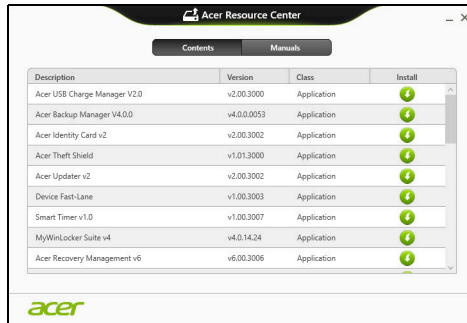 Acer Resource Center
Contents Manuals
Description Version Class Install
Acer USB Charge Manager V2.0 v2.00.3000 Application
Acer Backup Manager V4.0.0 v4.0.0.0053 Application
Acer Identity Card v2 v2.00.3002 Application
Acer Theft Shield v1.01.3000 Application
Acer Updater v2 v2.00.3002 Application
Device Fast-Lane v1.00.3003 Application
Smart Timer v1.0 v1.00.3007 Application
MyWinLocker Suite v4 v4.0.14.24 Application
Acer Recovery Management v6 v6.00.3006 Application
acer